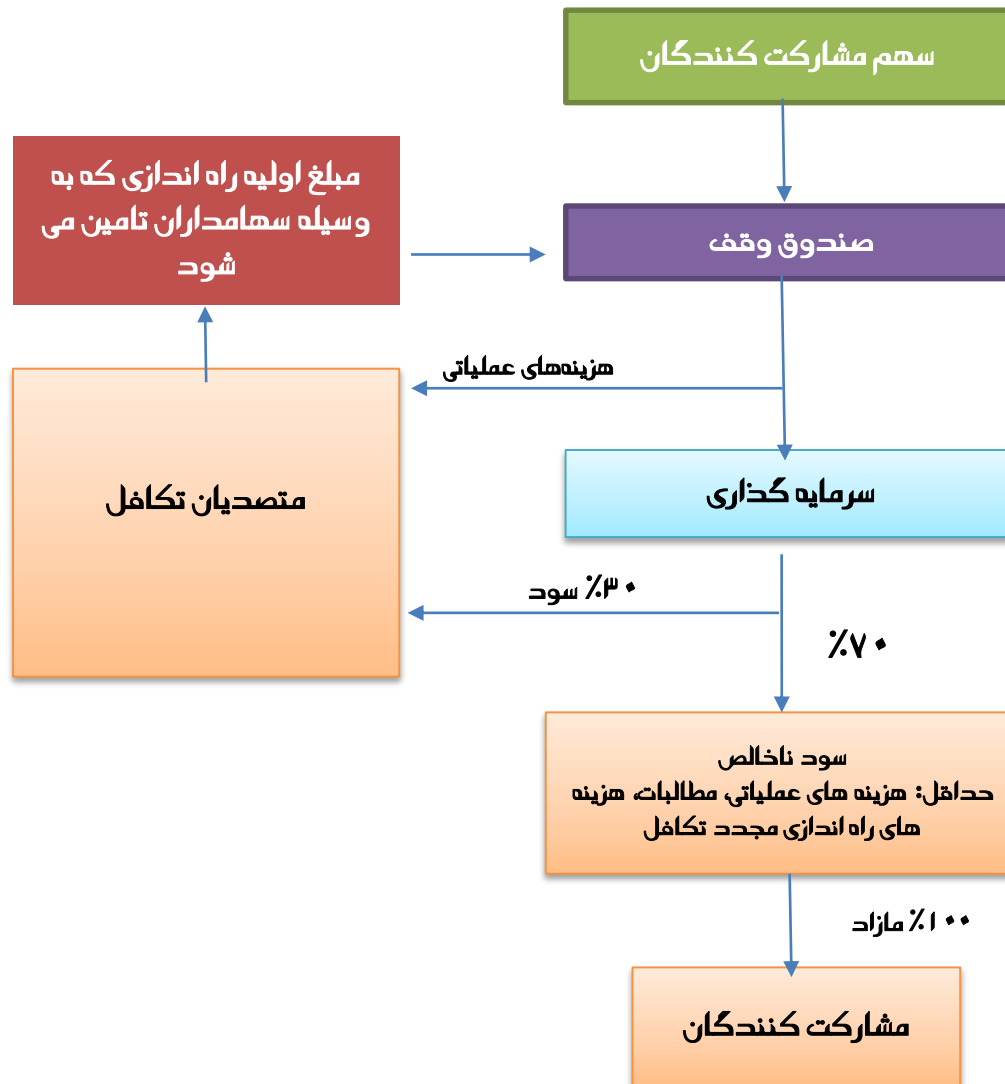 سهم مشارکت کنندگان
مبلغ اولیه راه اندازی که به
وسیله سهامداران تامین می
شود
صندوق وقف
هزینه‌های عملیاتی
متصدیان تکافل
سرمایه گذاری
۳۰٪ سود
۷۰٪
سود ناخالص
حداقل: هزینه های عملیاتی، مطالبات، هزینه
های راه اندازی مجدد تکافل
۱۰۰٪ مازاد
مشارکت کنندگان